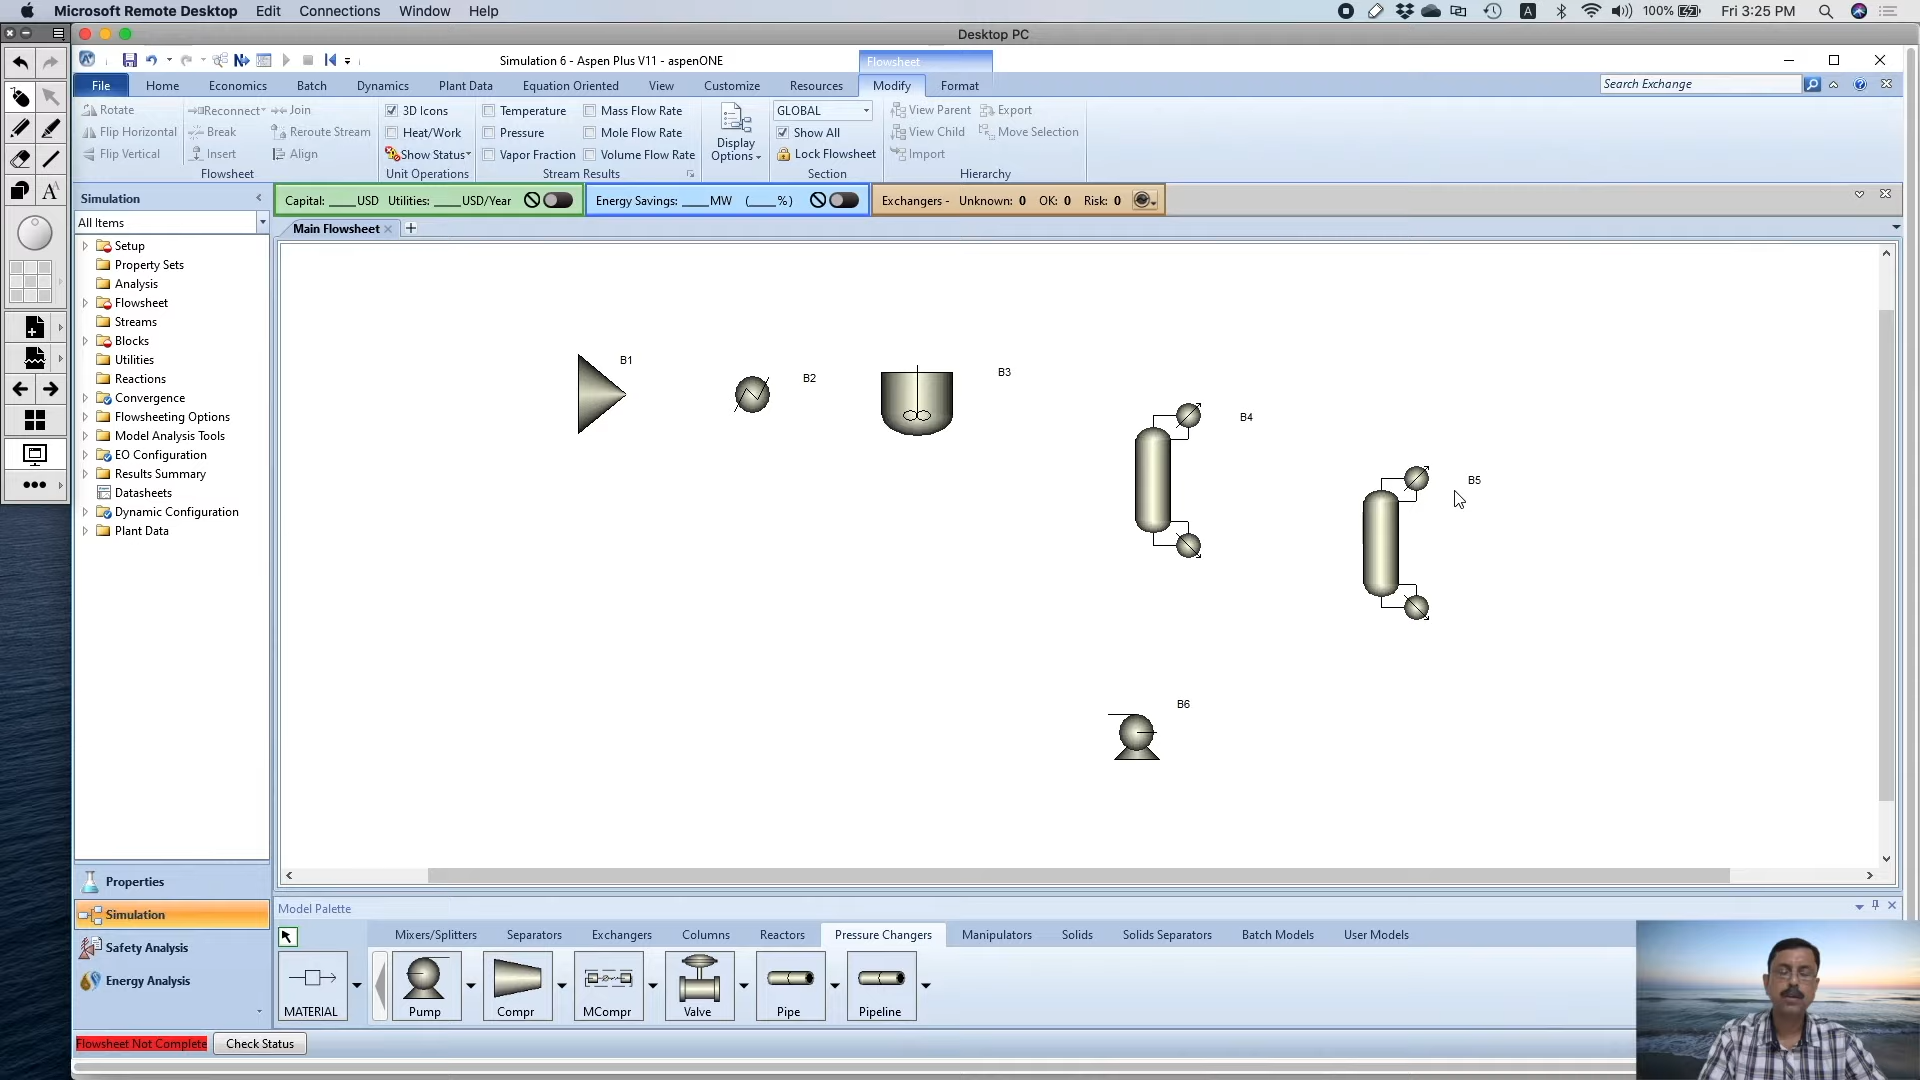 Microsoft Remote Desktop Edit Connections Window Help
A 100% Fri 3:25 PM
Desktop PC
Simulation 6 - Aspen Plus V11 - aspenONE
Flowsheet
File Home Economics Batch Dynamics Plant Data Equation Oriented View Customize Resources Modify Format
Search Exchange
Rotate Reconnect Join
Flip Horizontal Break Reroute Stream
Flip Vertical Insert Align
Flowsheet
3D Icons
Heat/Work
Show Status
Unit Operations
Temperature Mass Flow Rate
Pressure Mole Flow Rate
Vapor Fraction Volume Flow Rate
Stream Results
Display
Options
GLOBAL
Show All
Lock Flowsheet
Section
View Parent Export
View Child Move Selection
Import
Hierarchy
Capital: ____USD Utilities: ____USD/Year
Energy Savings: ____MW (____%)
Exchangers - Unknown: 0 OK: 0 Risk: 0
Simulation
All Items
Setup
Property Sets
Analysis
Flowsheet
Streams
Blocks
Utilities
Reactions
Convergence
Flowsheeting Options
Model Analysis Tools
EO Configuration
Results Summary
Datasheets
Dynamic Configuration
Plant Data
Properties
Simulation
Safety Analysis
Energy Analysis
Main Flowsheet
B1
B2
B3
B4
B5
B6
Model Palette
Mixers/Splitters Separators Exchangers Columns Reactors Pressure Changers Manipulators Solids Solids Separators Batch Models User Models
MATERIAL Pump Compr MCompr Valve Pipe Pipeline
Flowsheet Not Complete Check Status
A